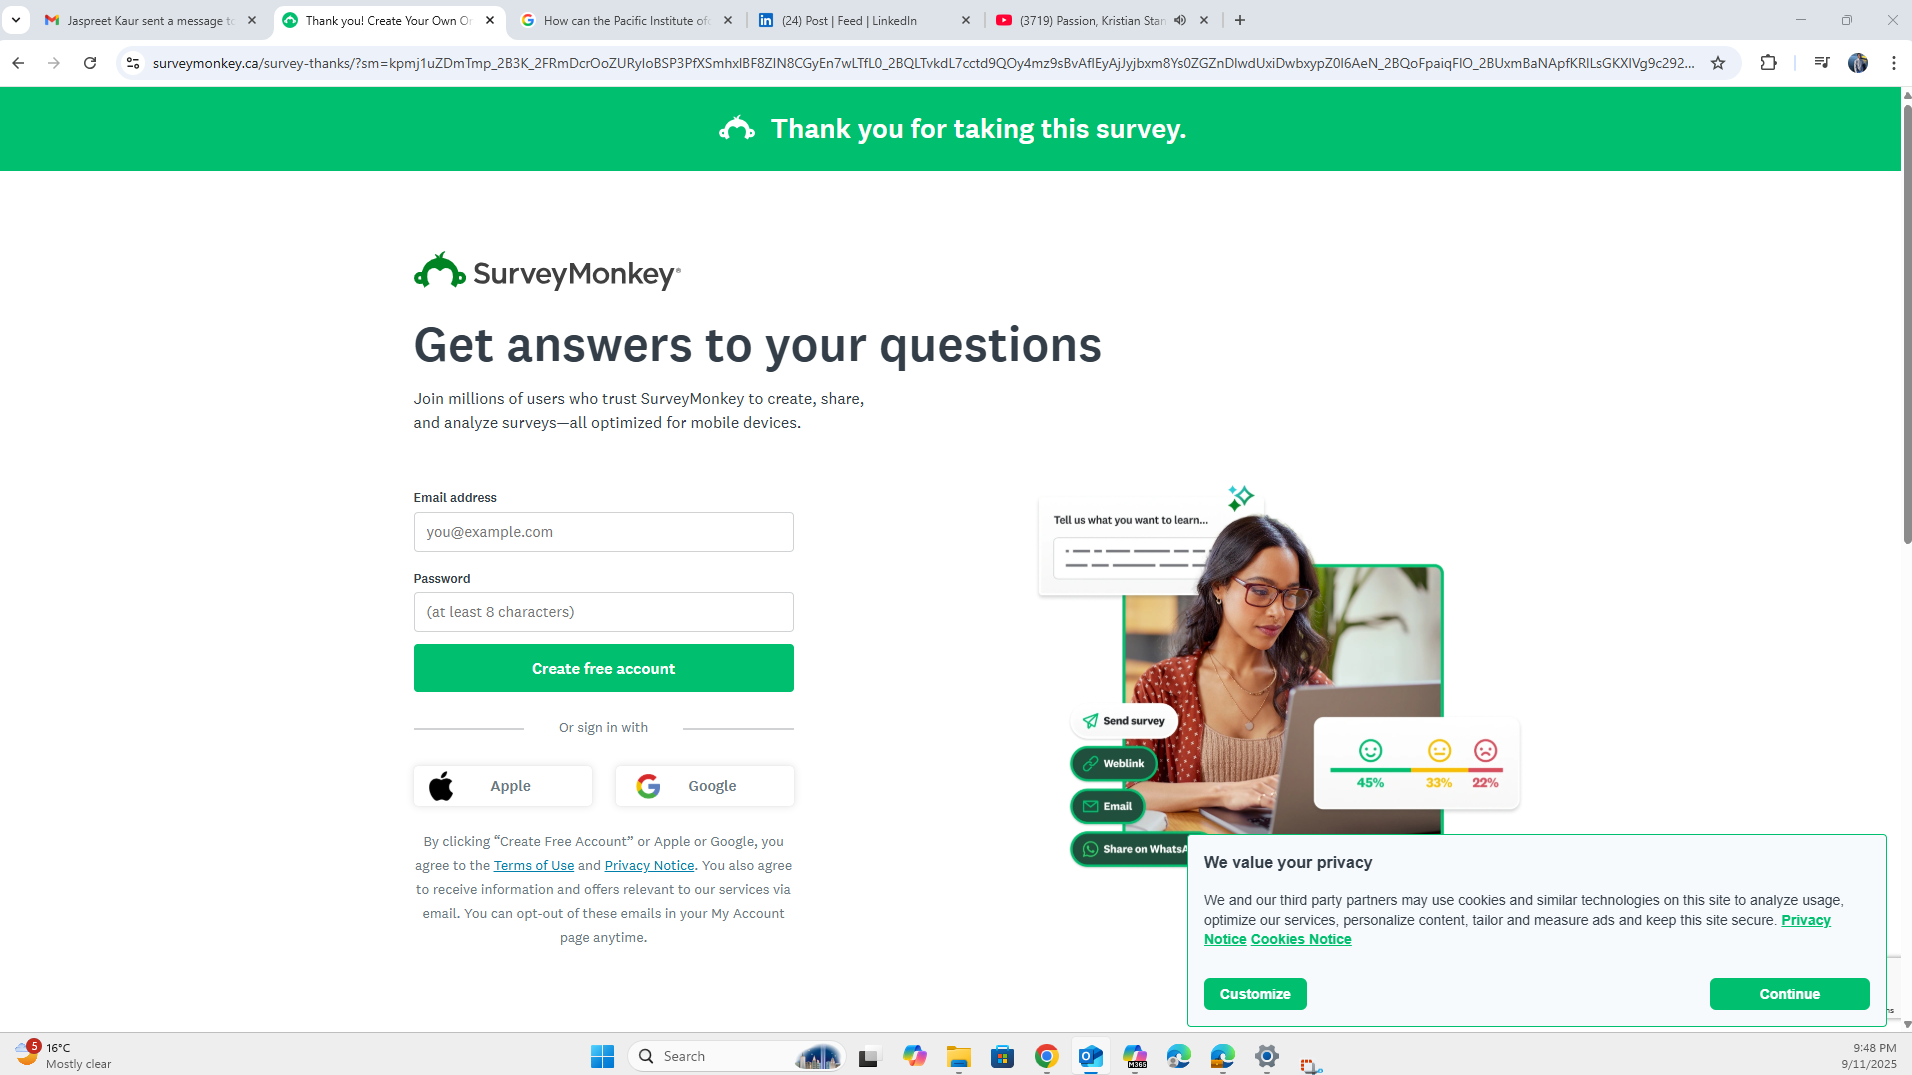 Jaspreet Kaur sent a message to
Thank you! Create Your Own On
How can the Pacific Institute of
(24) Post | Feed | LinkedIn
(3719) Passion, Kristian Stan
surveymonkey.ca/survey-thanks/?sm=
Thank you for taking this survey.
SurveyMonkey®
Get answers to your questions
Join millions of users who trust SurveyMonkey to create, share,
and analyze surveys—all optimized for mobile devices.
Email address
you@example.com
Password
(at least 8 characters)
Create free account
Or sign in with
Apple
Google
By clicking “Create Free Account” or Apple or Google, you
agree to the Terms of Use and Privacy Notice. You also agree
to receive information and offers relevant to our services via
email. You can opt-out of these emails in your My Account
page anytime.
Tell us what you want to learn...
Send survey
Weblink
Email
Share on WhatsA
45%
33%
22%
We value your privacy
We and our third party partners may use cookies and similar technologies on this site to analyze usage,
optimize our services, personalize content, tailor and measure ads and keep this site secure. Privacy
Notice Cookies Notice
Customize
Continue
5
16°C
Mostly clear
Search
M365
9:48 PM
9/11/2025